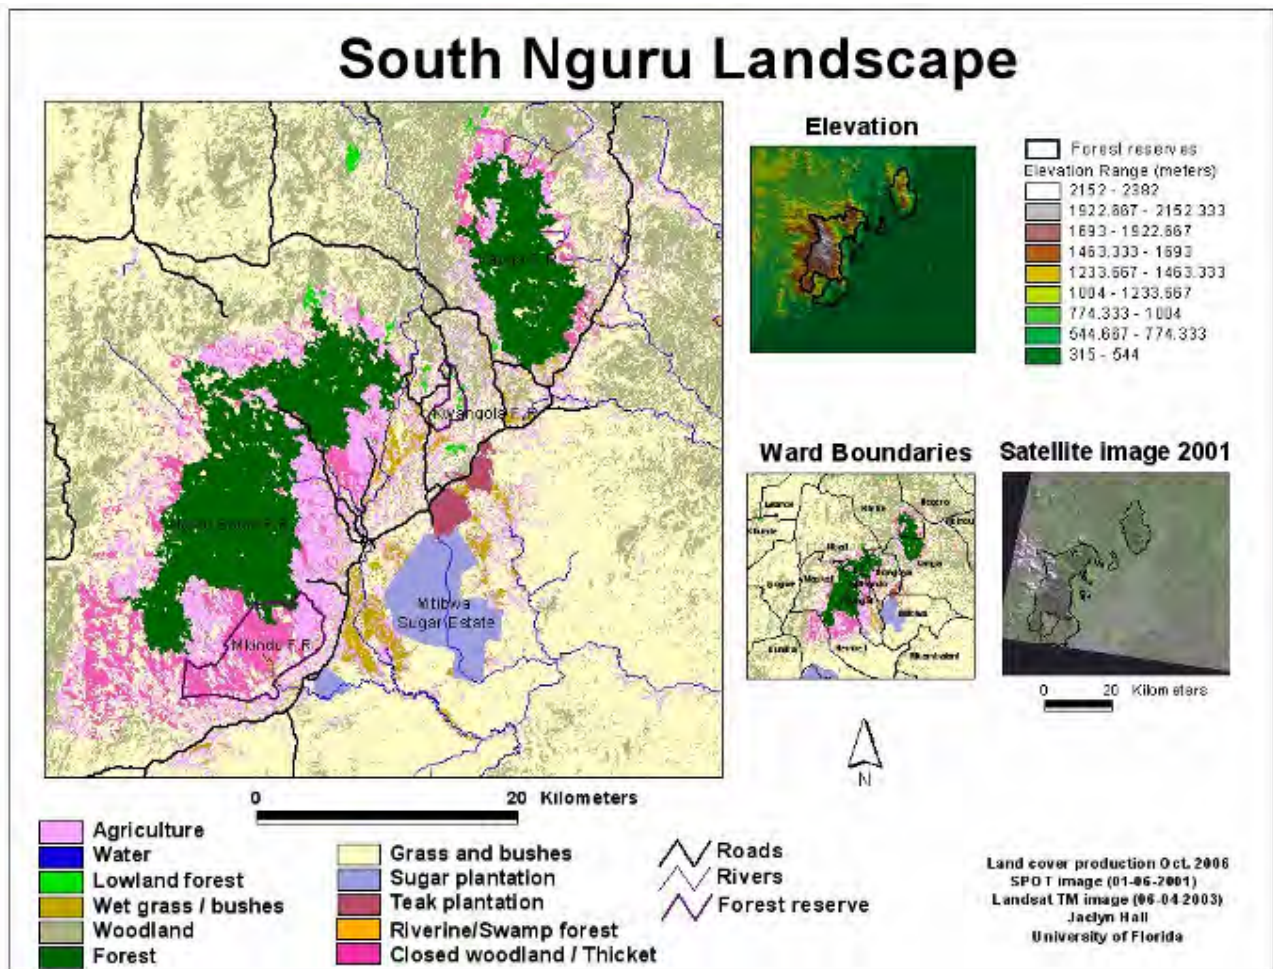 South Nguru Landscape
Kanga F.R.
Kwangola F.R.
Nguru South F.R.
Mtibwa
Sugar Estate
Mkindu F.R.
0 20 Kilometers
Elevation
Forest reserves
Elevation Range (meters)
2152 - 2382
1922.667 - 2152.333
1693 - 1922.667
1463.333 - 1693
1233.667 - 1463.333
1004 - 1233.667
774.333 - 1004
544.667 - 774.333
315 - 544
Ward Boundaries
Satellite image 2001
0 20 Kilometers
N
Agriculture
Water
Lowland forest
Wet grass / bushes
Woodland
Forest
Grass and bushes
Sugar plantation
Teak plantation
Riverine/Swamp forest
Closed woodland / Thicket
Roads
Rivers
Forest reserve
Land cover production Oct. 2006
SPOT image (01-06-2001)
Landsat TM image (06-04-2003)
Jaclyn Hall
University of Florida